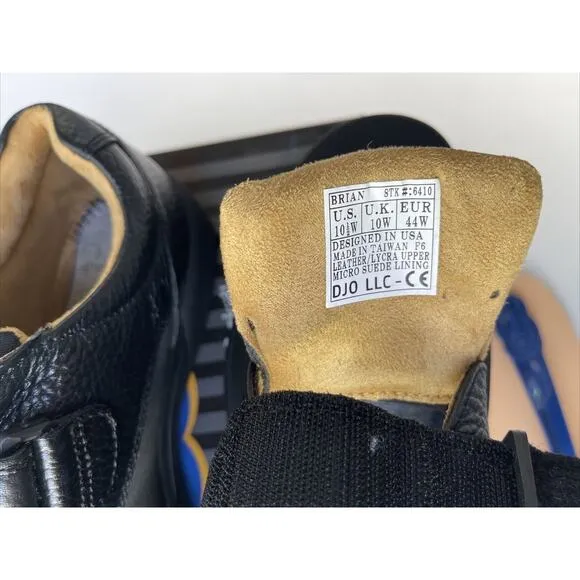 BRIAN STK #:6410
U.S. U.K. EUR
10½W 10W 44W
DESIGNED IN USA
MADE IN TAIWAN F6
LEATHER/LYCRA UPPER
MICRO SUEDE LINING
DJO LLC - CE